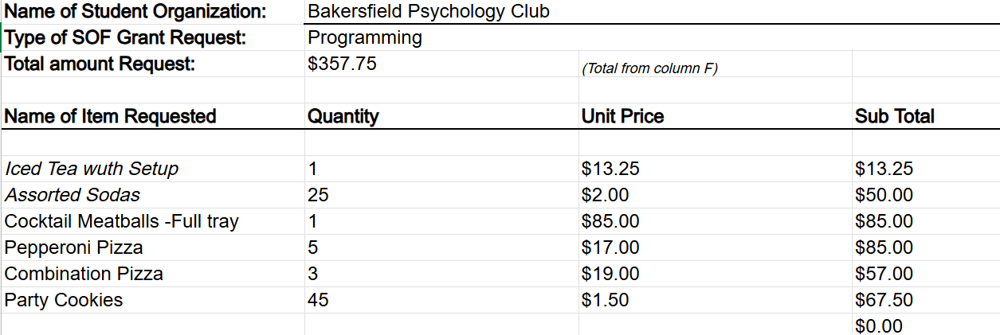 Name of Student Organization: Bakersfield Psychology Club
Type of SOF Grant Request: Programming
Total amount Request: $357.75 (Total from column F)
Name of Item Requested Quantity Unit Price Sub Total
Iced Tea wuth Setup 1 $13.25 $13.25
Assorted Sodas 25 $2.00 $50.00
Cocktail Meatballs -Full tray 1 $85.00 $85.00
Pepperoni Pizza 5 $17.00 $85.00
Combination Pizza 3 $19.00 $57.00
Party Cookies 45 $1.50 $67.50
$0.00